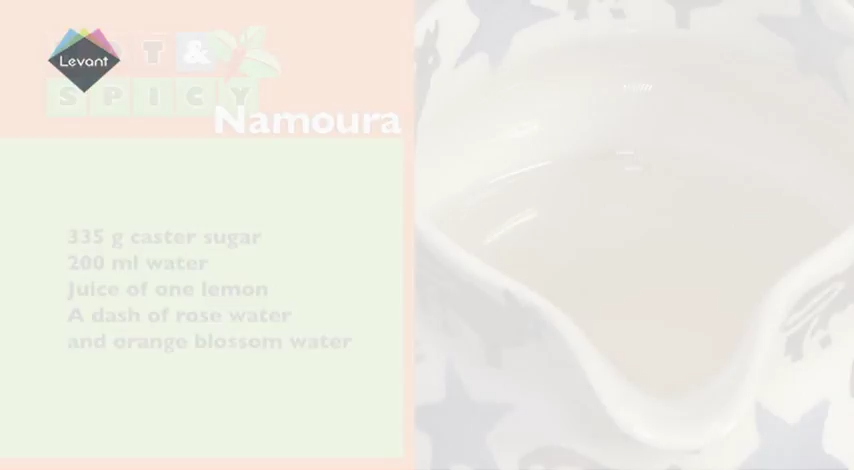 Levant
T &
SPICY
Namoura
335 g caster sugar
200 ml water
Juice of one lemon
A dash of rose water
and orange blossom water